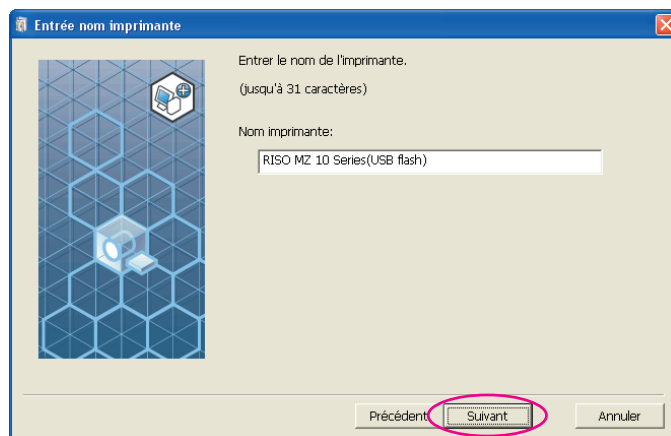 Entrée nom imprimante
Entrer le nom de l'imprimante.
(jusqu'à 31 caractères)
Nom imprimante:
RISO MZ 10 Series(USB flash)
Précédent Suivant Annuler